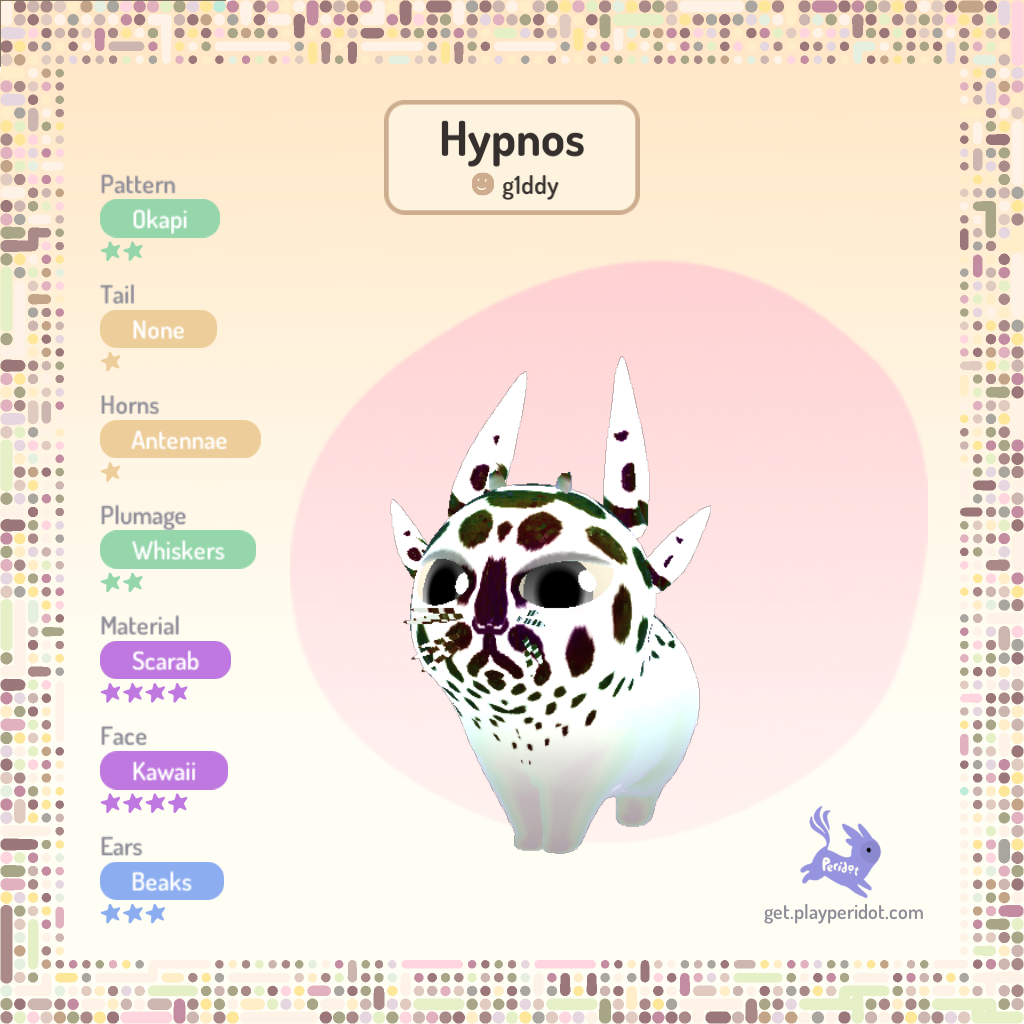 Hypnos
g1ddy
Pattern
Okapi
Tail
None
Horns
Antennae
Plumage
Whiskers
Material
Scarab
Face
Kawaii
Ears
Beaks
Peridot
get.playperidot.com